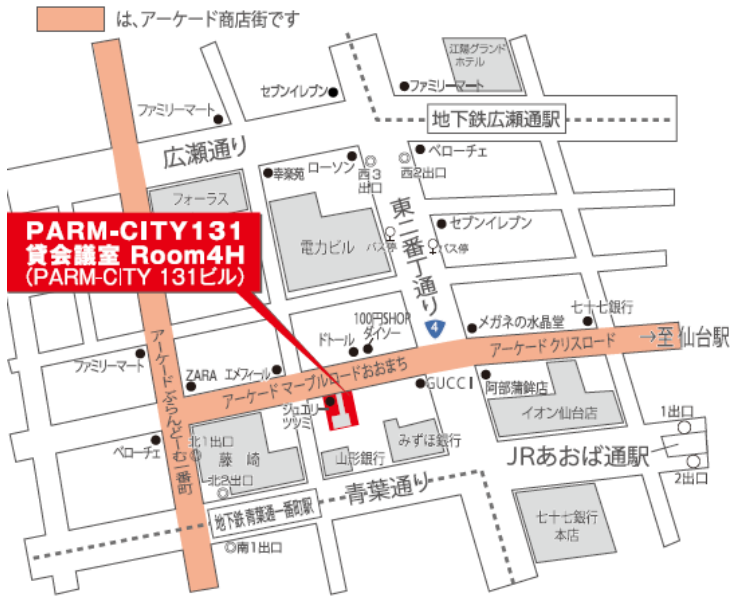 は、アーケード商店街です
江陽グランド
ホテル
セブンイレブン
ファミリーマート
ファミリーマート
地下鉄広瀬通駅
広瀬通り
ベローチェ
幸楽苑
ローソン
西3
出口
西2出口
フォーラス
東二番丁通り
セブンイレブン
PARM-CITY131
貸会議室 Room4H
(PARM-CITY 131ビル)
電力ビル
バス停
バス停
100円SHOP
ダイソー
ドトール
4
メガネの水晶堂
七十七銀行
アーケード クリスロード
→至 仙台駅
アーケード ぶらんどーむ一番町
ファミリーマート
ZARA
エメフィール
アーケード マーブルロードおおまち
GUCCI
阿部蒲鉾店
ジュエリー
ツツミ
イオン仙台店
1出口
ベローチェ
北1出口
藤崎
山形銀行
みずほ銀行
JRあおば通駅
2出口
北2出口
青葉通り
地下鉄 青葉通一番町駅
七十七銀行
本店
南1出口